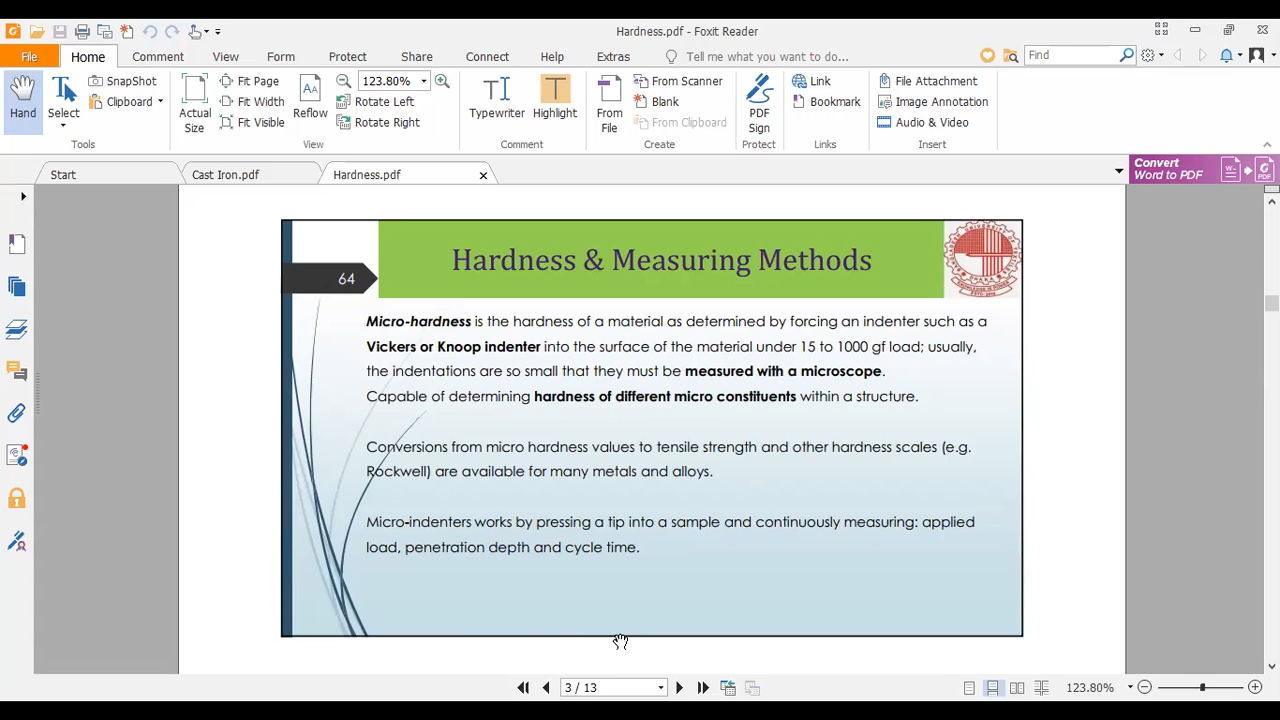 Hardness.pdf - Foxit Reader
File Home Comment View Form Protect Share Connect Help Extras Tell me what you want to do... Find
Hand
Select
SnapShot
Clipboard
Tools
Actual Size
Fit Page
Fit Width
Fit Visible
Reflow
123.80%
Rotate Left
Rotate Right
View
Typewriter
Highlight
Comment
From File
From Scanner
Blank
From Clipboard
Create
PDF Sign
Protect
Link
Bookmark
Links
File Attachment
Image Annotation
Audio & Video
Insert
Start Cast Iron.pdf Hardness.pdf
Convert
Word to PDF
Hardness & Measuring Methods
64
Micro-hardness is the hardness of a material as determined by forcing an indenter such as a
Vickers or Knoop indenter into the surface of the material under 15 to 1000 gf load; usually,
the indentations are so small that they must be measured with a microscope.
Capable of determining hardness of different micro constituents within a structure.
Conversions from micro hardness values to tensile strength and other hardness scales (e.g.
Rockwell) are available for many metals and alloys.
Micro-indenters works by pressing a tip into a sample and continuously measuring: applied
load, penetration depth and cycle time.
3 / 13
123.80%